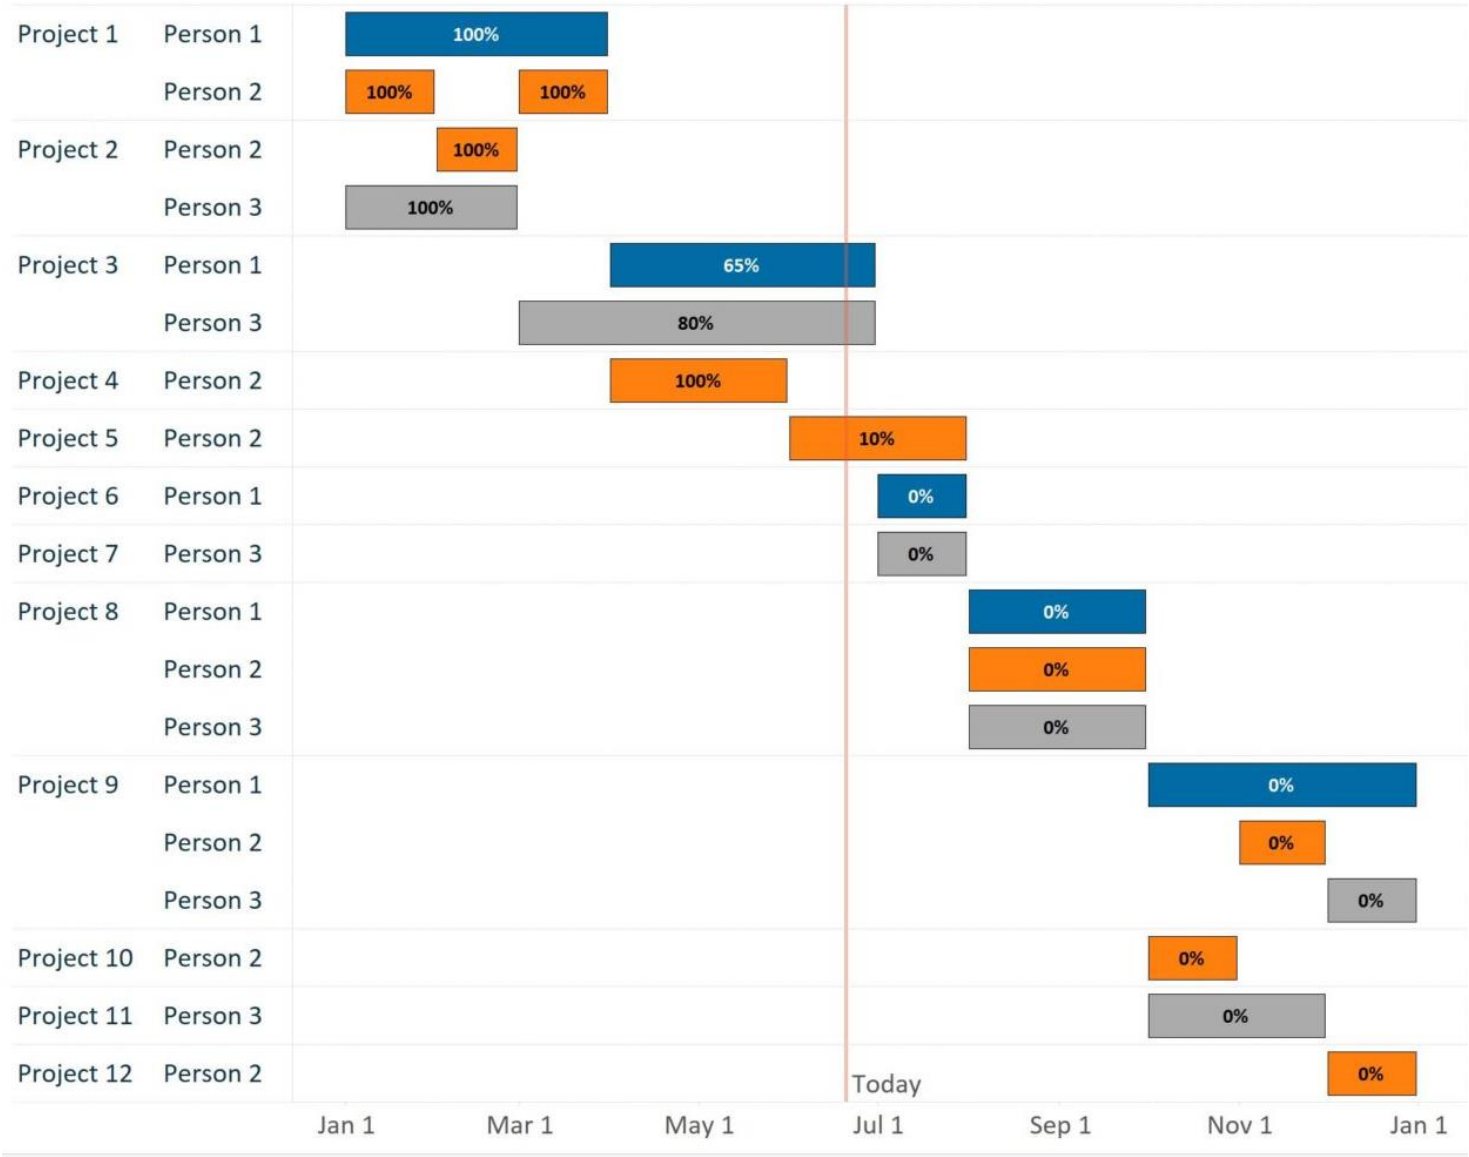 Project 1 Person 1 100%
Person 2 100% 100%
Project 2 Person 2 100%
Person 3 100%
Project 3 Person 1 65%
Person 3 80%
Project 4 Person 2 100%
Project 5 Person 2 10%
Project 6 Person 1 0%
Project 7 Person 3 0%
Project 8 Person 1 0%
Person 2 0%
Person 3 0%
Project 9 Person 1 0%
Person 2 0%
Person 3 0%
Project 10 Person 2 0%
Project 11 Person 3 0%
Project 12 Person 2 0%
Today
Jan 1 Mar 1 May 1 Jul 1 Sep 1 Nov 1 Jan 1